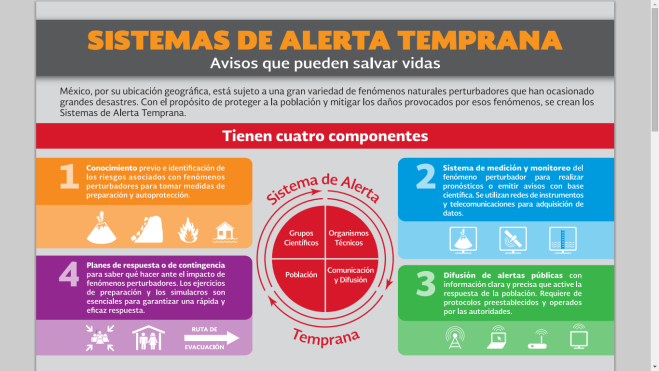 SISTEMAS DE ALERTA TEMPRANA
Avisos que pueden salvar vidas
México, por su ubicación geográfica, está sujeto a una gran variedad de fenómenos naturales perturbadores que han ocasionado
grandes desastres. Con el propósito de proteger a la población y mitigar los daños provocados por esos fenómenos, se crean los
Sistemas de Alerta Temprana.
Tienen cuatro componentes
1
Conocimiento previo e identificación de
los riesgos asociados con fenómenos
perturbadores para tomar medidas de
preparación y autoprotección.
2
Sistema de medición y monitoreo del
fenómeno perturbador para realizar
pronósticos o emitir avisos con base
científica. Se utilizan redes de instrumentos
y telecomunicaciones para adquisición de
datos.
Sistema de Alerta
Grupos
Científicos
Organismos
Técnicos
Población
Comunicación
y Difusión
Temprana
4
Planes de respuesta o de contingencia
para saber qué hacer ante el impacto de
fenómenos perturbadores. Los ejercicios
de preparación y los simulacros son
esenciales para garantizar una rápida y
eficaz respuesta.
RUTA DE
EVACUACIÓN
3
Difusión de alertas públicas con
información clara y precisa que active la
respuesta de la población. Requiere de
protocolos preestablecidos y operados
por las autoridades.